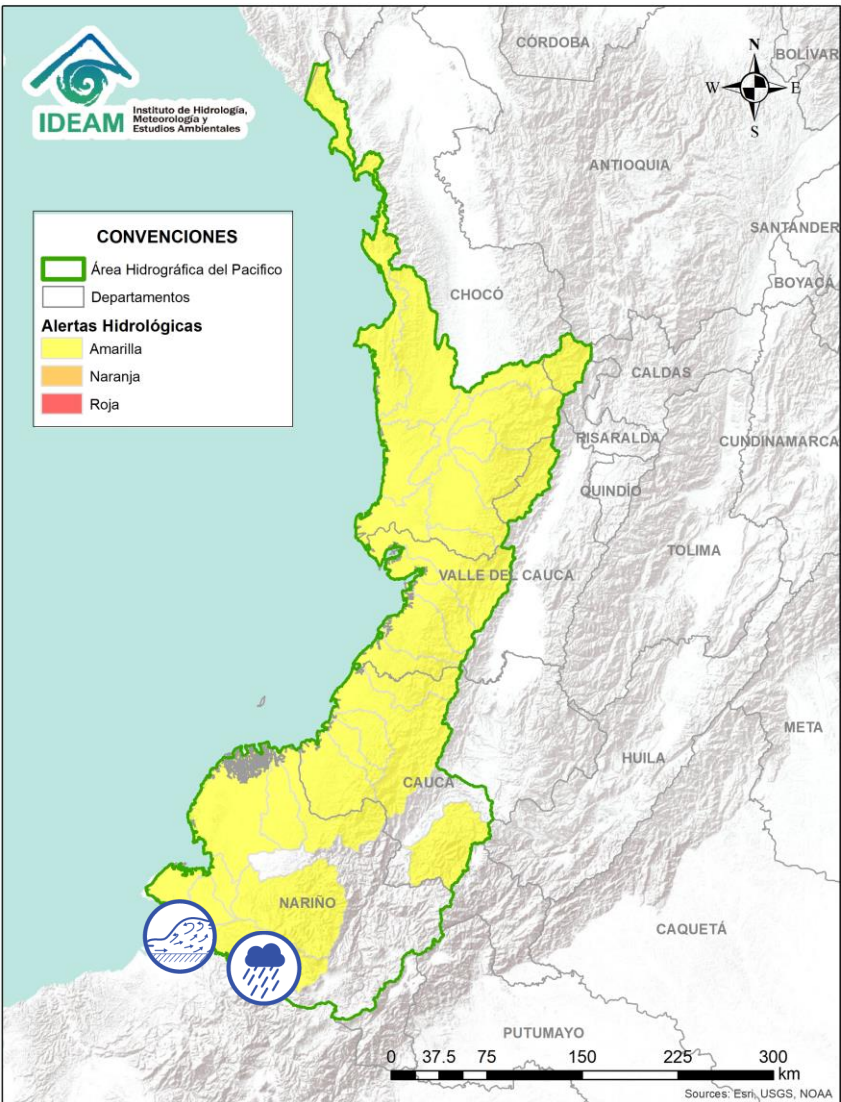 IDEAM
Instituto de Hidrología,
Meteorología y
Estudios Ambientales
N
W
E
S
CÓRDOBA
BOLÍVAR
ANTIOQUIA
SANTANDER
BOYACÁ
CHOCÓ
CONVENCIONES
Área Hidrográfica del Pacifico
Departamentos
Alertas Hidrológicas
Amarilla
Naranja
Roja
CALDAS
RISARALDA
CUNDINAMARCA
QUINDÍO
TOLIMA
VALLE DEL CAUCA
META
HUILA
CAUCA
NARIÑO
CAQUETÁ
PUTUMAYO
0 37.5 75 150 225 300
km
Sources: Esri, USGS, NOAA